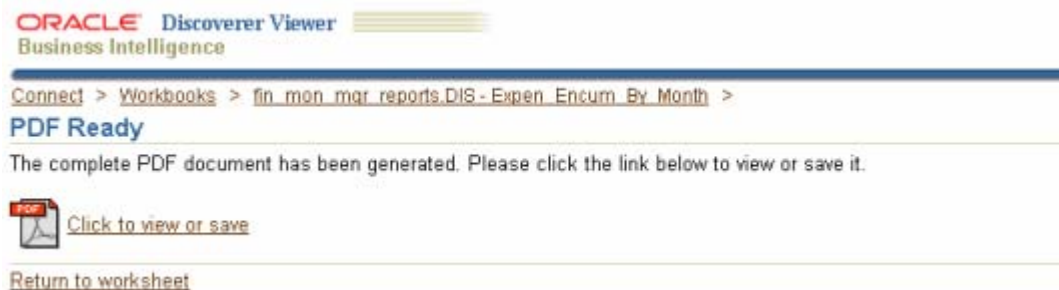 ORACLE Discoverer Viewer
Business Intelligence
Connect > Workbooks > fin_mon_mgr_reports.DIS - Expen_Encum_By_Month >
PDF Ready
The complete PDF document has been generated. Please click the link below to view or save it.
PDF
Click to view or save
Return to worksheet